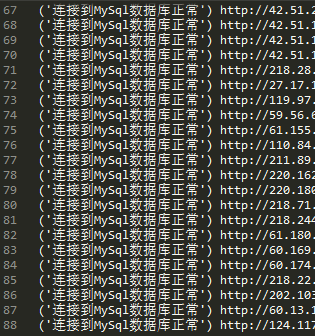 67 ('连接到MySql数据库正常') http://42.51.2
68 ('连接到MySql数据库正常') http://42.51.1
69 ('连接到MySql数据库正常') http://42.51.1
70 ('连接到MySql数据库正常') http://42.51.1
71 ('连接到MySql数据库正常') http://218.28.
72 ('连接到MySql数据库正常') http://27.17.1
73 ('连接到MySql数据库正常') http://119.97.
74 ('连接到MySql数据库正常') http://59.56.6
75 ('连接到MySql数据库正常') http://61.155.
76 ('连接到MySql数据库正常') http://110.84.
77 ('连接到MySql数据库正常') http://211.89.
78 ('连接到MySql数据库正常') http://220.162
79 ('连接到MySql数据库正常') http://220.180
80 ('连接到MySql数据库正常') http://218.71.
81 ('连接到MySql数据库正常') http://218.244
82 ('连接到MySql数据库正常') http://61.180.
83 ('连接到MySql数据库正常') http://60.169.
84 ('连接到MySql数据库正常') http://60.174.
85 ('连接到MySql数据库正常') http://218.22.
86 ('连接到MySql数据库正常') http://202.103
87 ('连接到MySql数据库正常') http://60.13.1
88 ('连接到MySql数据库正常') http://124.112